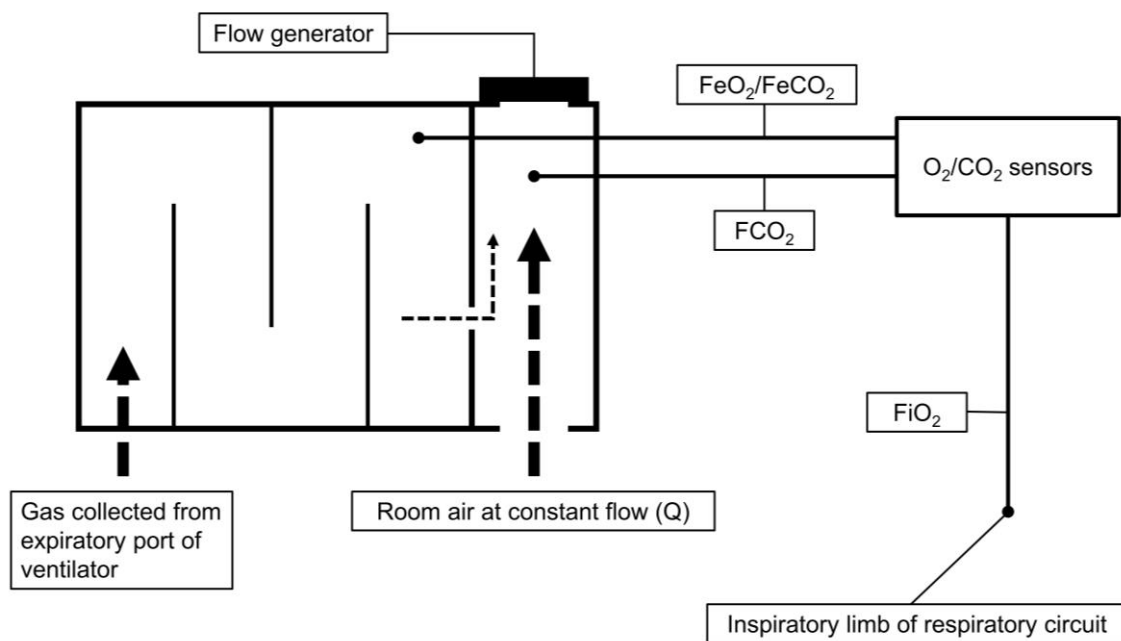 Flow generator
FeO₂/FeCO₂
O₂/CO₂ sensors
FCO₂
FiO₂
Gas collected from
expiratory port of
ventilator
Room air at constant flow (Q)
Inspiratory limb of respiratory circuit